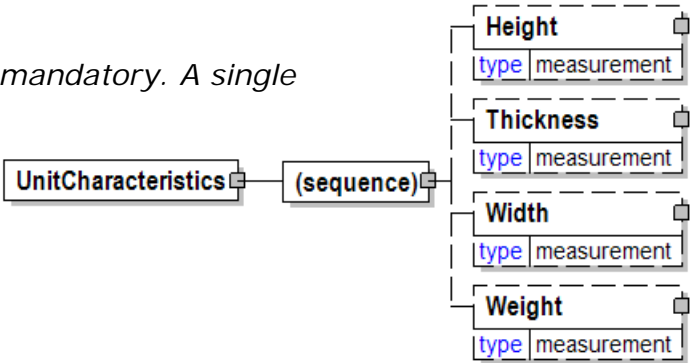 Height
type measurement
mandatory. A single
Thickness
type measurement
UnitCharacteristics (sequence)
Width
type measurement
Weight
type measurement